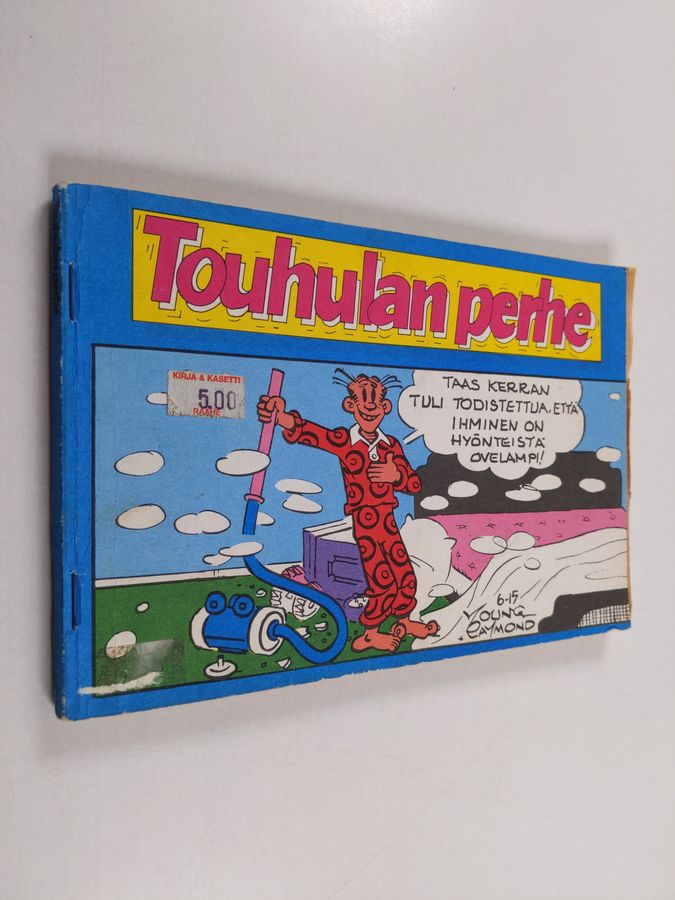 Touhulan perhe
KIRJA & KASETTI
5,00
RAAHE
TAAS KERRAN
TULI TODISTETTUA, ETTÄ
IHMINEN ON
HYÖNTEISTÄ
OVELAMPI!
6-15
YOUNG
RAYMOND